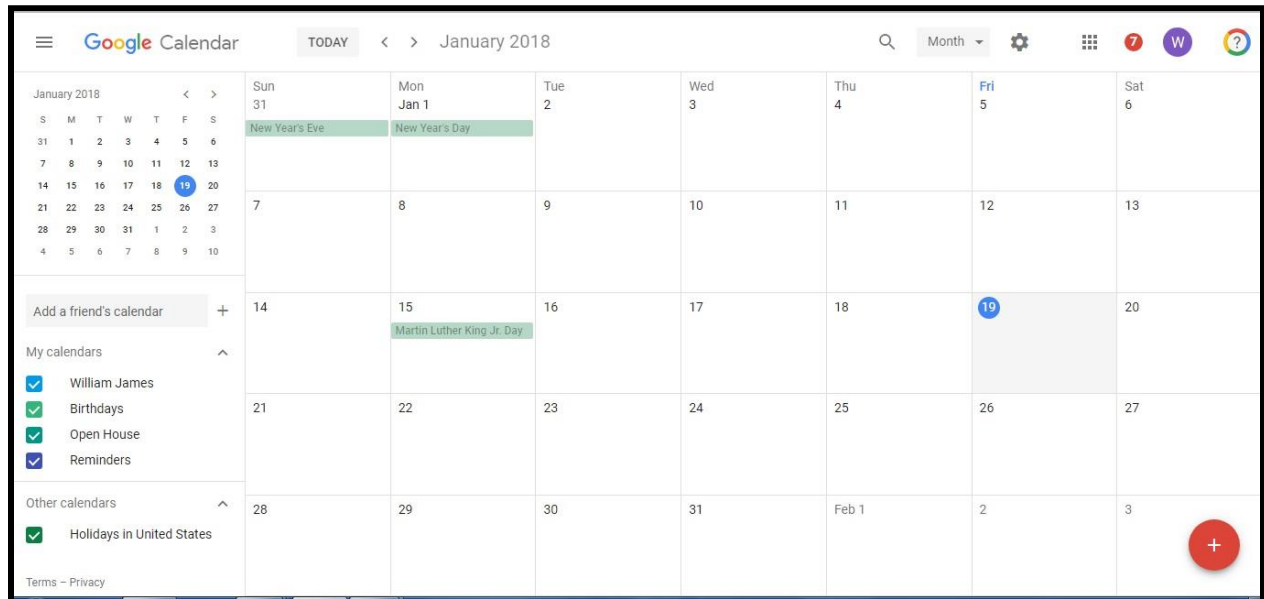 Google Calendar TODAY < > January 2018 Month 7 W ?
January 2018 < >
S M T W T F S
31 1 2 3 4 5 6
7 8 9 10 11 12 13
14 15 16 17 18 19 20
21 22 23 24 25 26 27
28 29 30 31 1 2 3
4 5 6 7 8 9 10
Add a friend's calendar +
My calendars
William James
Birthdays
Open House
Reminders
Other calendars
Holidays in United States
Terms – Privacy
Sun Mon Tue Wed Thu Fri Sat
31 Jan 1 2 3 4 5 6
New Year's Eve New Year's Day
7 8 9 10 11 12 13
14 15 16 17 18 19 20
Martin Luther King Jr. Day
21 22 23 24 25 26 27
28 29 30 31 Feb 1 2 3
+